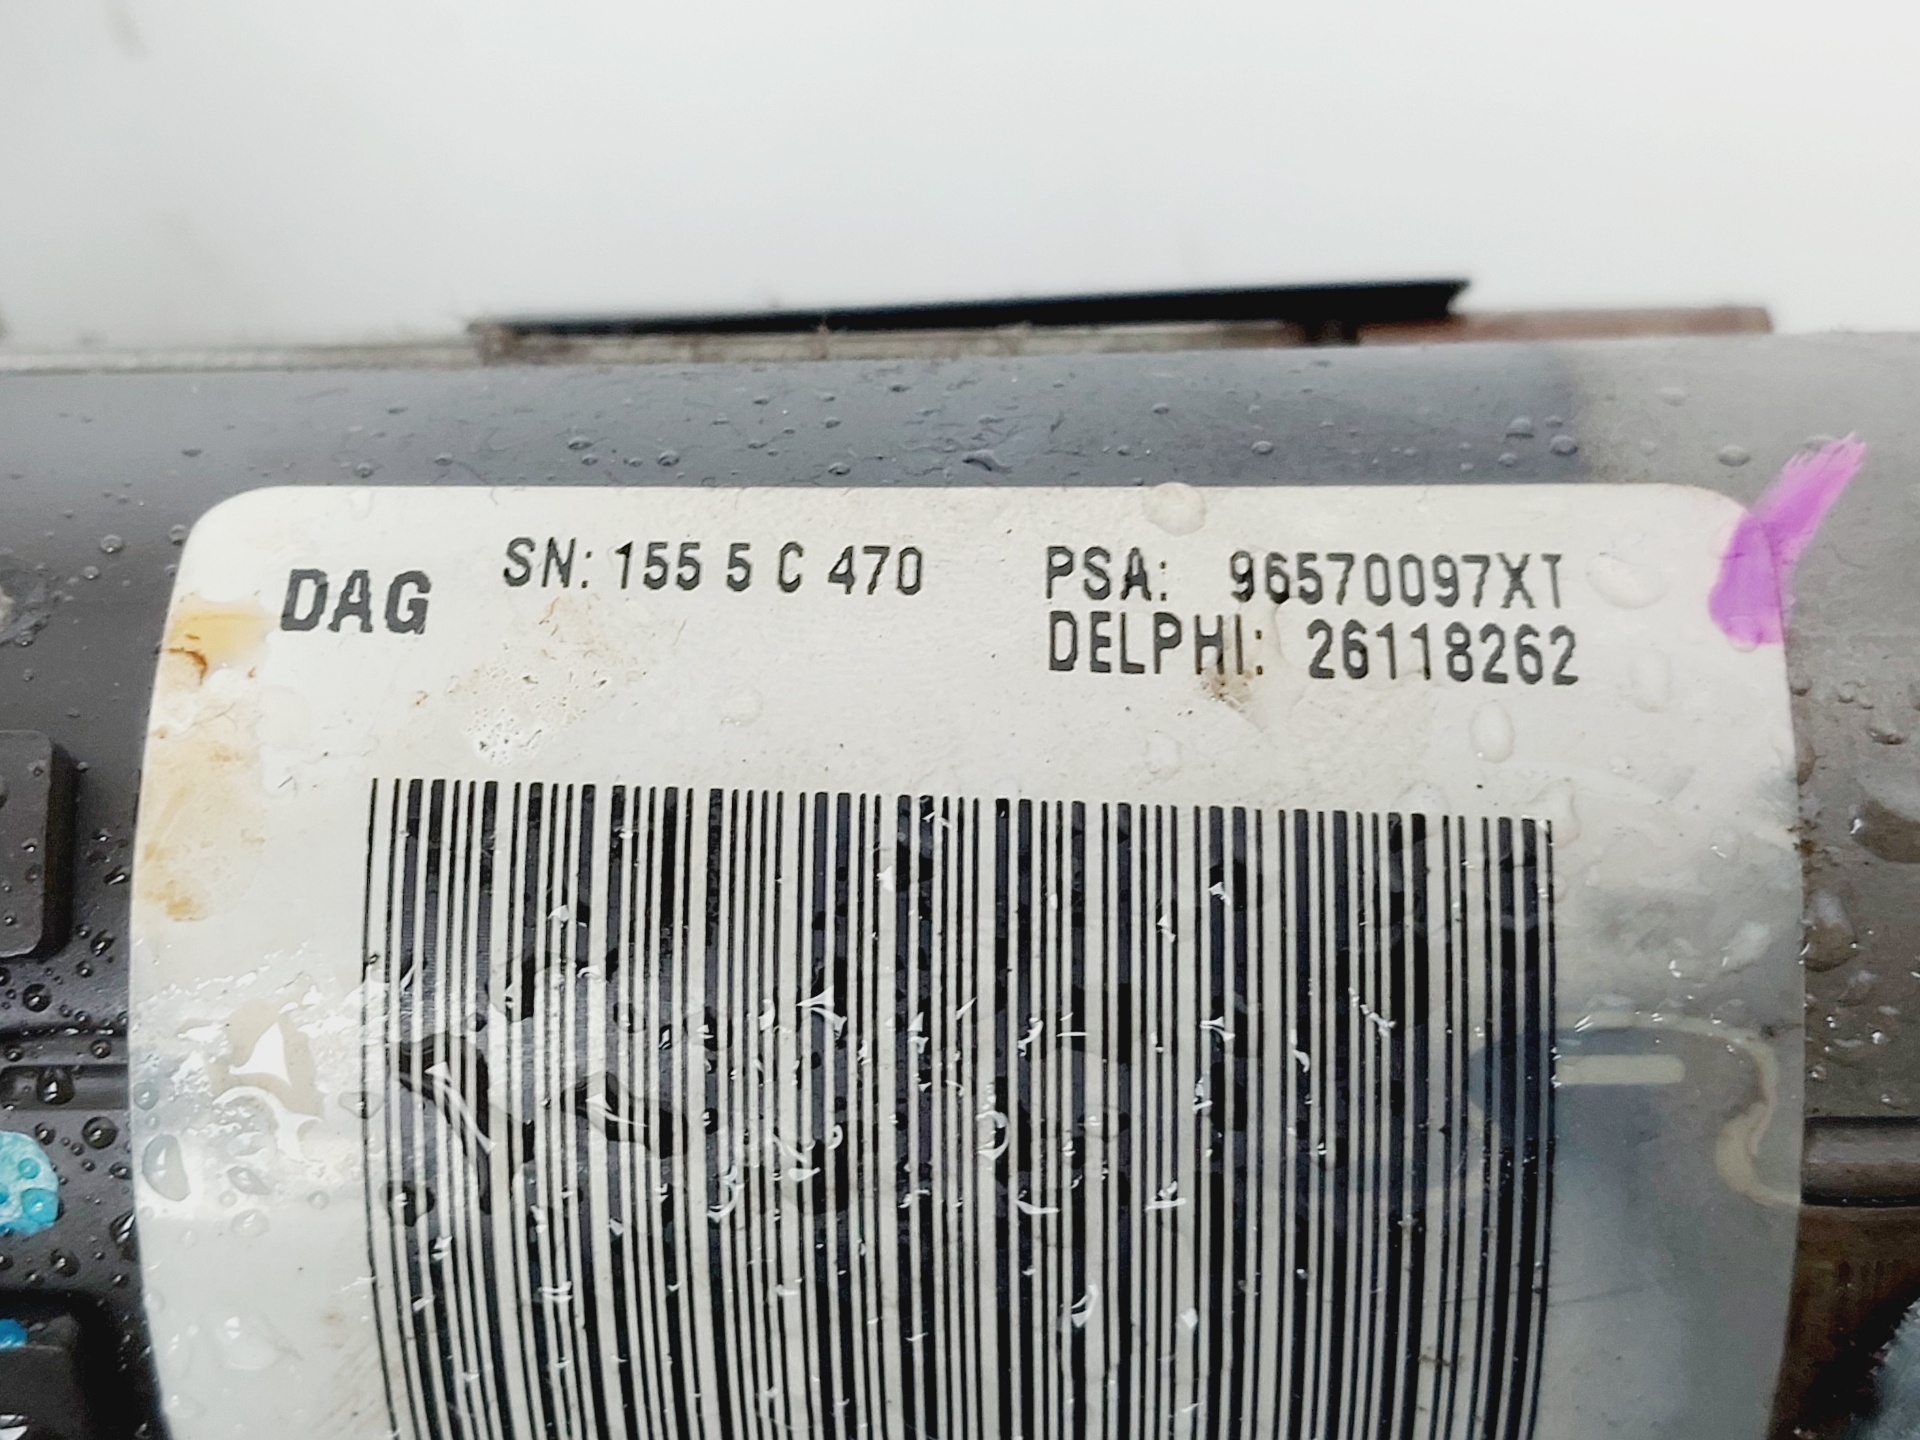 DAG
SN: 155 5 C 470
PSA: 96570097XT
DELPHI: 26118262